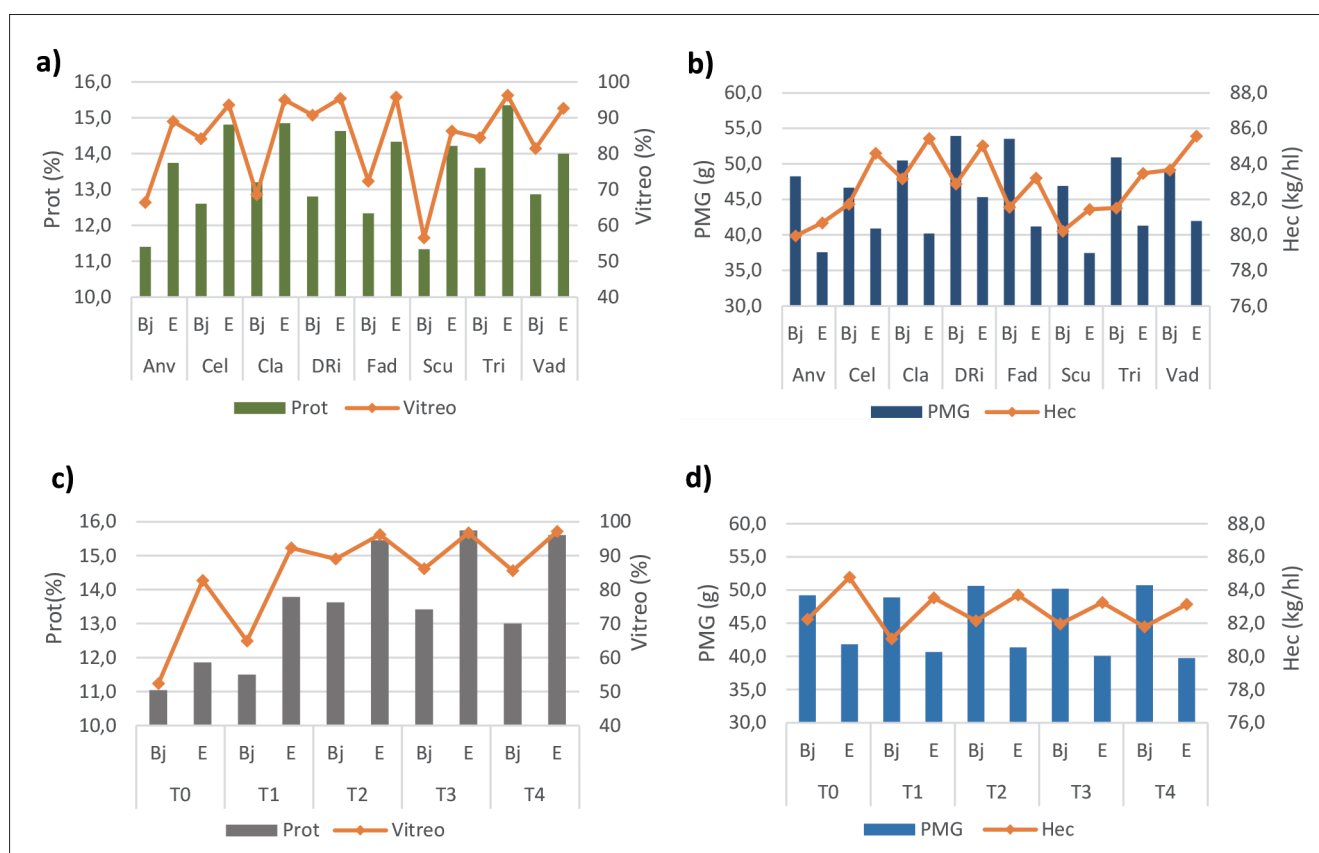 a)
16,0
15,0
14,0
13,0
12,0
11,0
10,0
Prot (%)
100
90
80
70
60
50
40
Vitreo (%)
Bj E Bj E Bj E Bj E Bj E Bj E Bj E Bj E
Anv Cel Cla DRi Fad Scu Tri Vad
Prot Vitreo
b)
60,0
55,0
50,0
45,0
40,0
35,0
30,0
PMG (g)
88,0
86,0
84,0
82,0
80,0
78,0
76,0
Hec (kg/hl)
Bj E Bj E Bj E Bj E Bj E Bj E Bj E Bj E
Anv Cel Cla DRi Fad Scu Tri Vad
PMG Hec
c)
16,0
15,0
14,0
13,0
12,0
11,0
10,0
Prot(%)
100
90
80
70
60
50
40
Vitreo (%)
Bj E Bj E Bj E Bj E Bj E
T0 T1 T2 T3 T4
Prot Vitreo
d)
60,0
55,0
50,0
45,0
40,0
35,0
30,0
PMG (g)
88,0
86,0
84,0
82,0
80,0
78,0
76,0
Hec (kg/hl)
Bj E Bj E Bj E Bj E Bj E
T0 T1 T2 T3 T4
PMG Hec